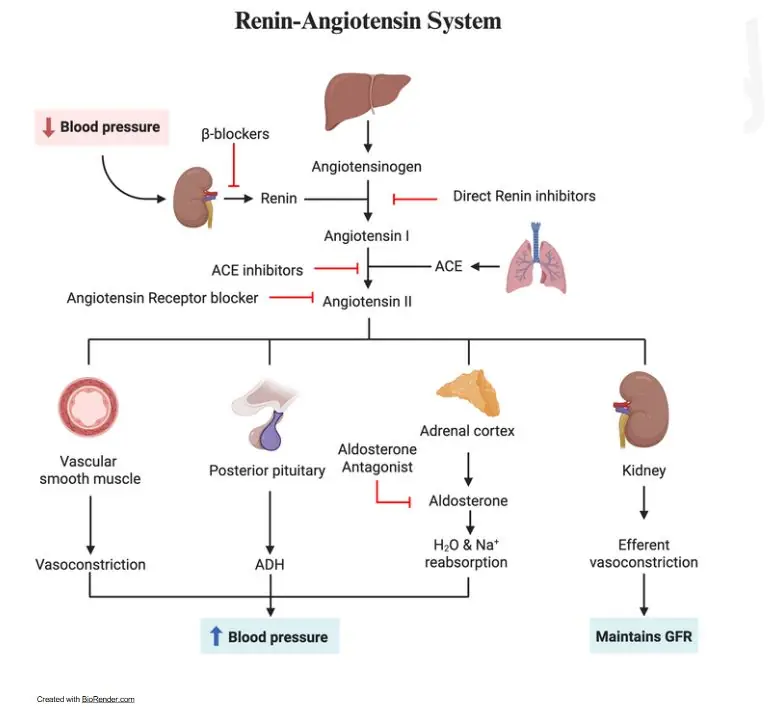 Renin-Angiotensin System
Blood pressure
β-blockers
Angiotensinogen
Renin
Direct Renin inhibitors
Angiotensin I
ACE inhibitors
ACE
Angiotensin Receptor blocker
Angiotensin II
Vascular
smooth muscle
Posterior pituitary
Aldosterone
Antagonist
Adrenal cortex
Kidney
Aldosterone
Vasoconstriction
ADH
H₂O & Na⁺
reabsorption
Efferent
vasoconstriction
Blood pressure
Maintains GFR
Created with BioRender.com